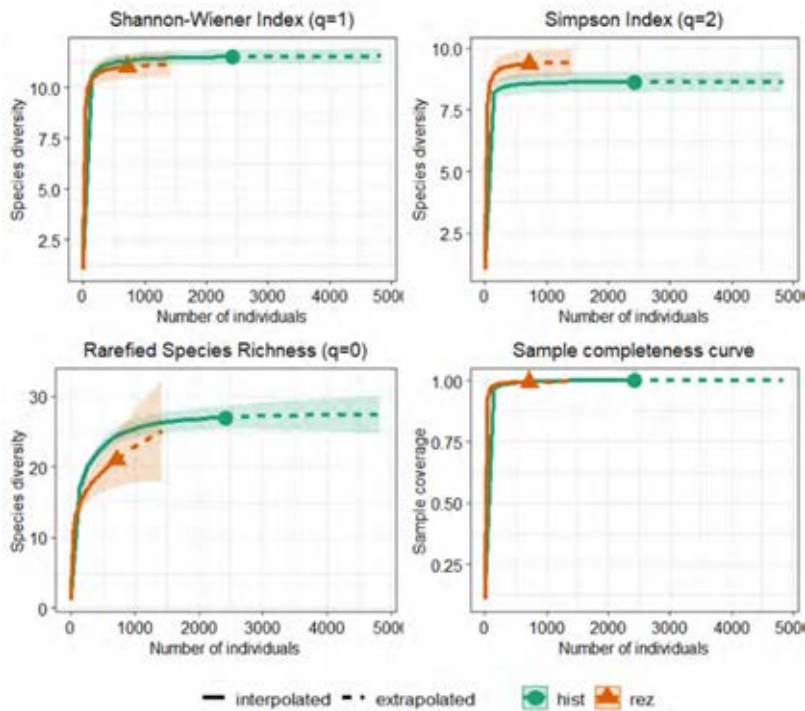 Shannon-Wiener Index (q=1)
Species diversity
10.0
7.5
5.0
2.5
0
1000
2000
3000
4000
500
Number of individuals
Simpson Index (q=2)
Species diversity
10.0
7.5
5.0
2.5
0
1000
2000
3000
4000
500
Number of individuals
Rarefied Species Richness (q=0)
Species diversity
30
20
10
0
0
1000
2000
3000
4000
500
Number of individuals
Sample completeness curve
Sample coverage
1.00
0.75
0.50
0.25
0
1000
2000
3000
4000
500
Number of individuals
interpolated
extrapolated
hist
rez